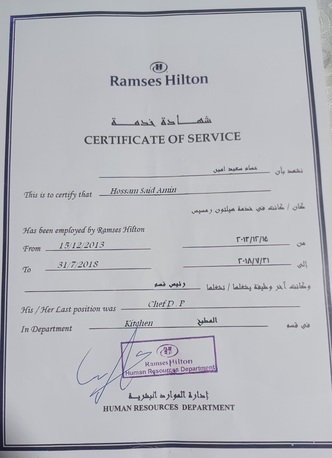 Ramses Hilton
شهادة خدمة
CERTIFICATE OF SERVICE
نشهد بأن حسام سعيد امين
This is to certify that Hossam Said Amin
كان / كانت في خدمة هيلتون رمسيس
Has been employed by Ramses Hilton
من ٢٠١٣/١٢/١٥
From 15/12/2013
إلي ٢٠١٨/٧/٣١
To 31/7/2018
وكانت آخر وظيفة يشغلها / تشغلها رئيس قسم
His / Her Last position was Chef D . P
في قسم المطبخ
In Department Kitchen
Ramses Hilton
Human Resources Department
إدارة الموارد البشرية
HUMAN RESOURCES DEPARTMENT